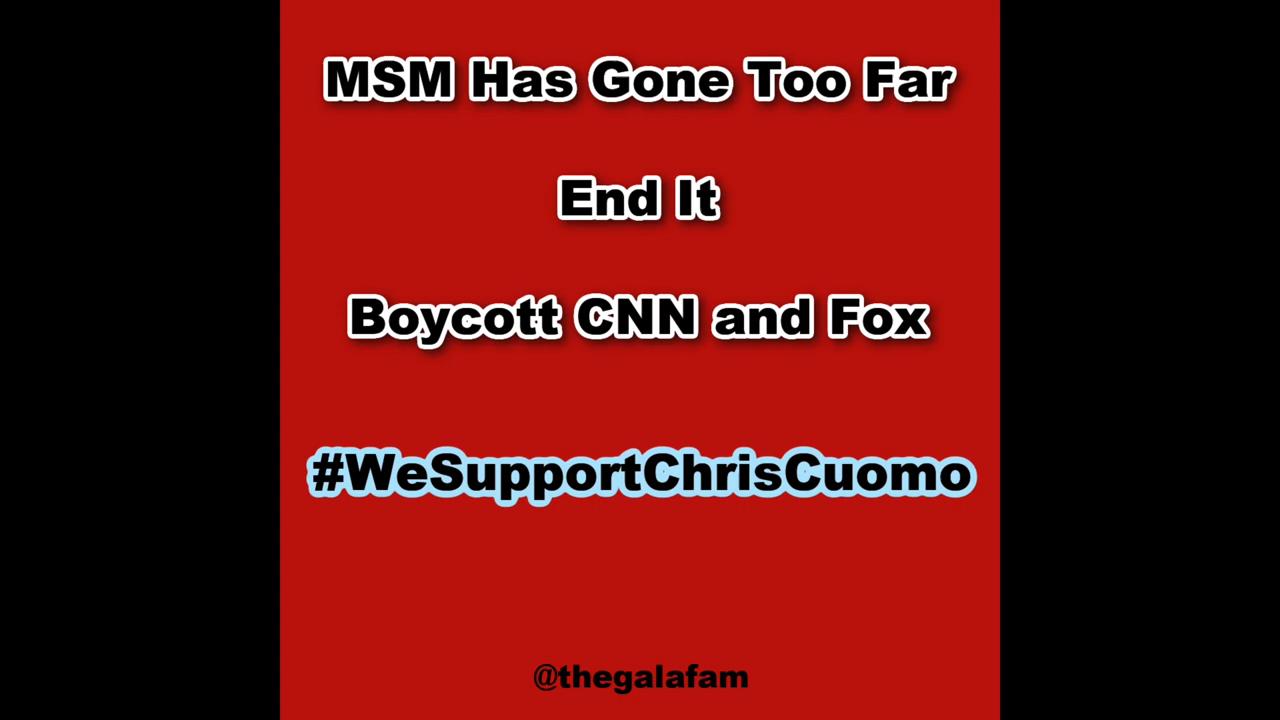 MSM Has Gone Too Far
End It
Boycott CNN and Fox
#WeSupportChrisCuomo
@thegalafam